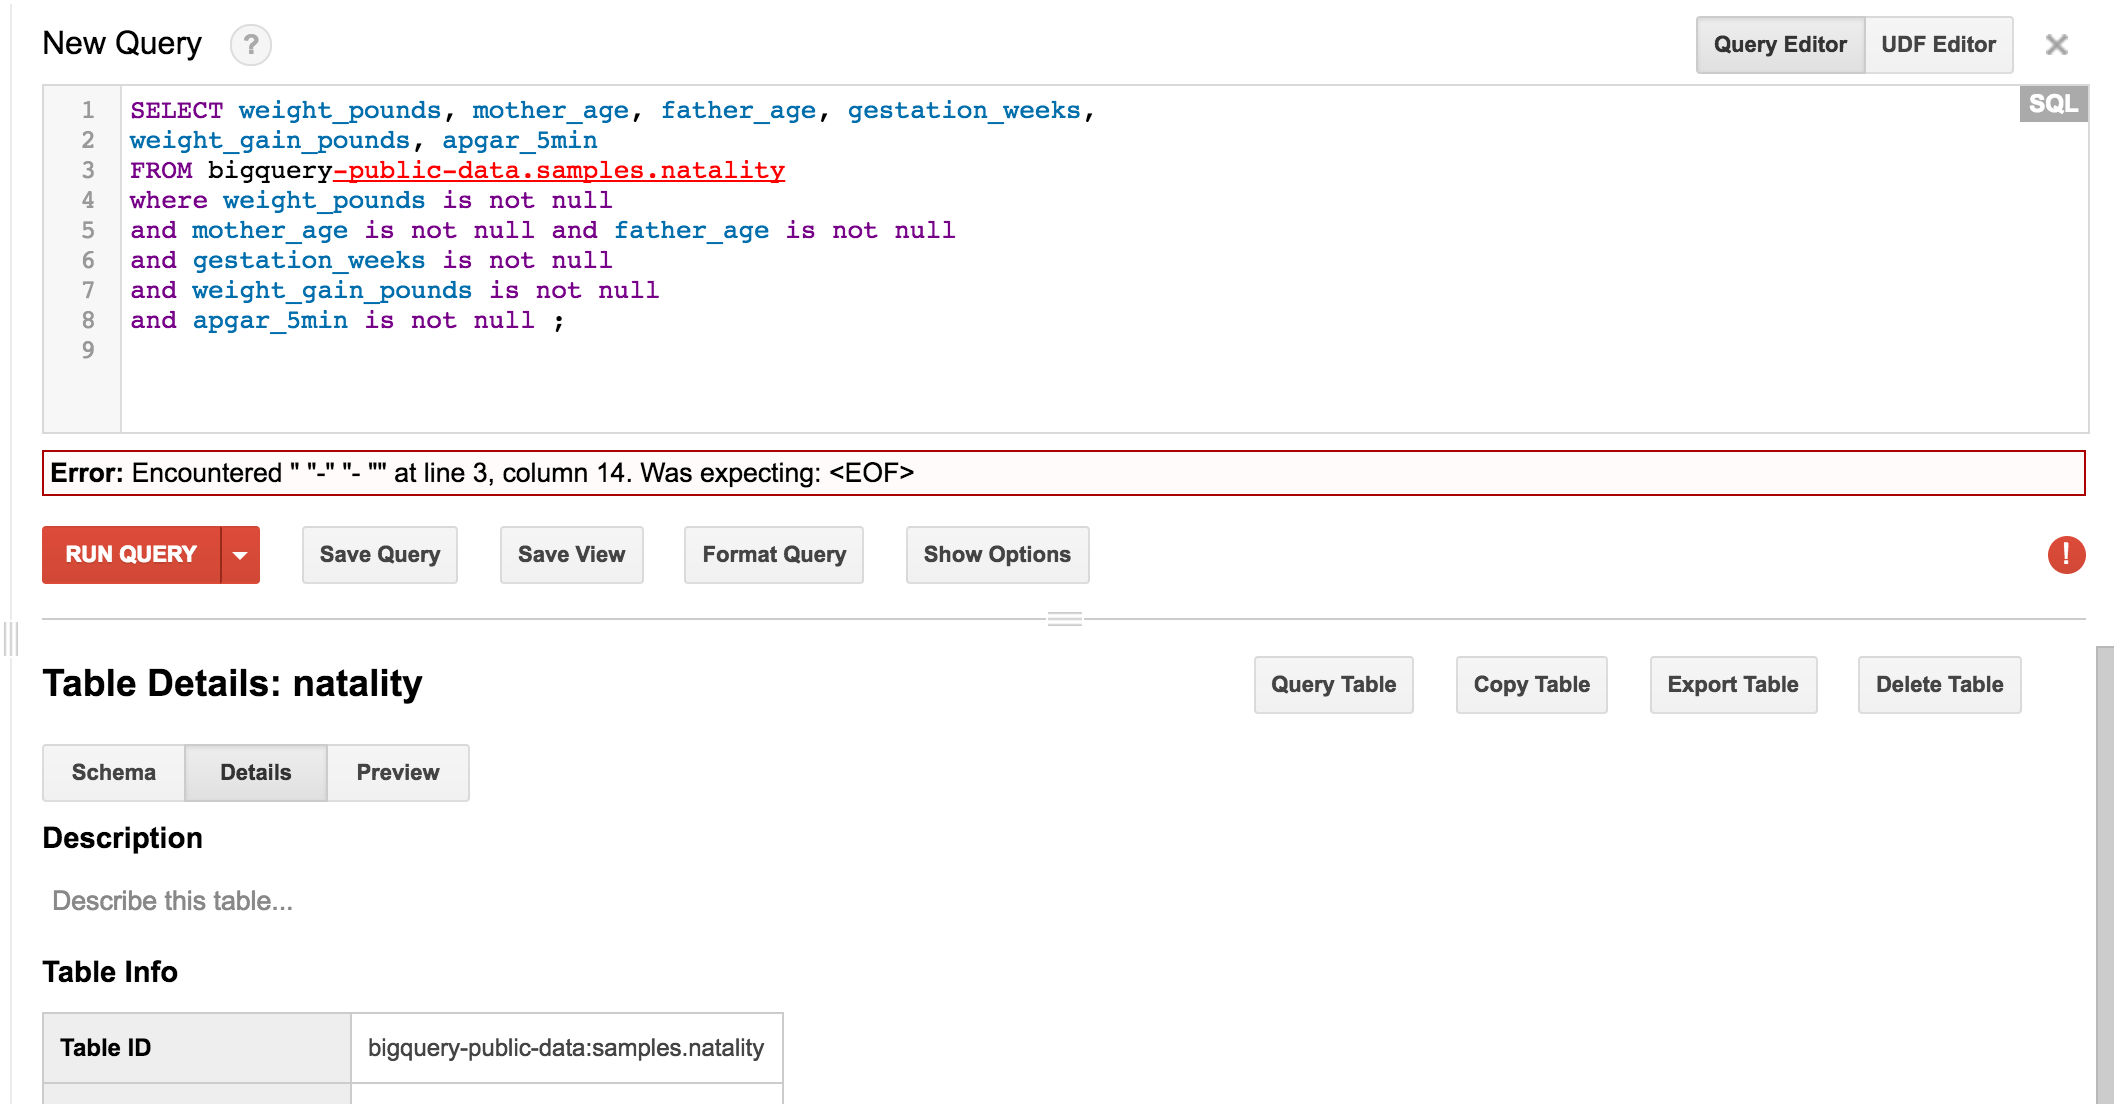 New Query ?
Query Editor UDF Editor
SQL
1 SELECT weight_pounds, mother_age, father_age, gestation_weeks,
2 weight_gain_pounds, apgar_5min
3 FROM bigquery-public-data.samples.natality
4 where weight_pounds is not null
5 and mother_age is not null and father_age is not null
6 and gestation_weeks is not null
7 and weight_gain_pounds is not null
8 and apgar_5min is not null ;
9
Error: Encountered " "-" "- "" at line 3, column 14. Was expecting: <EOF>
RUN QUERY Save Query Save View Format Query Show Options !
Table Details: natality Query Table Copy Table Export Table Delete Table
Schema Details Preview
Description
Describe this table...
Table Info
Table ID bigquery-public-data:samples.natality